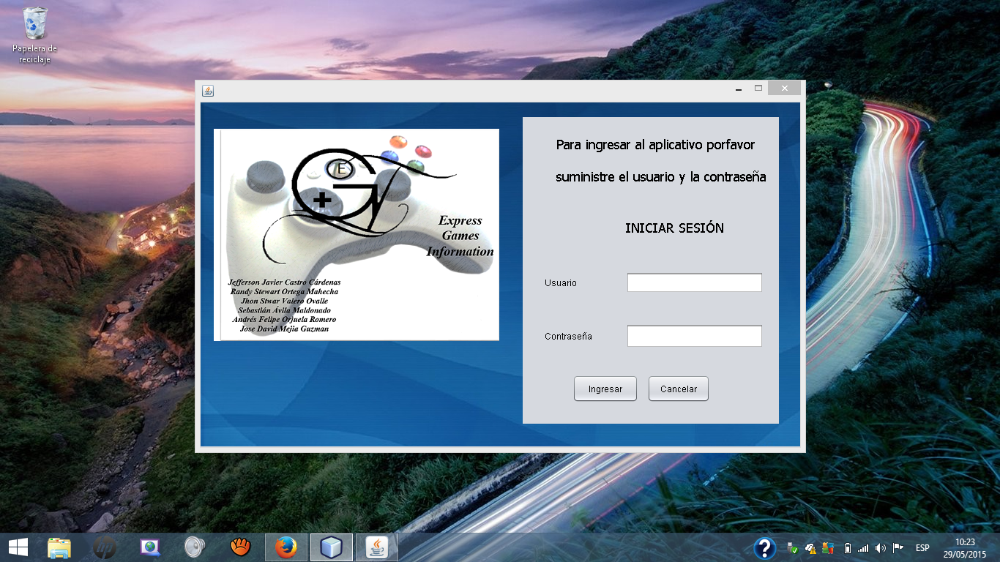 Papelera de
reciclaje
E
Express
Games
Information
Jefferson Javier Castro Cárdenas
Randy Stewart Ortega Mahecha
Jhon Stwar Valero Ovalle
Sebastián Ávila Maldonado
Andrés Felipe Orjuela Romero
Jose David Mejia Guzman
Para ingresar al aplicativo porfavor
suministre el usuario y la contraseña
INICIAR SESIÓN
Usuario
Contraseña
Ingresar
Cancelar
ESP
10:23
29/05/2015